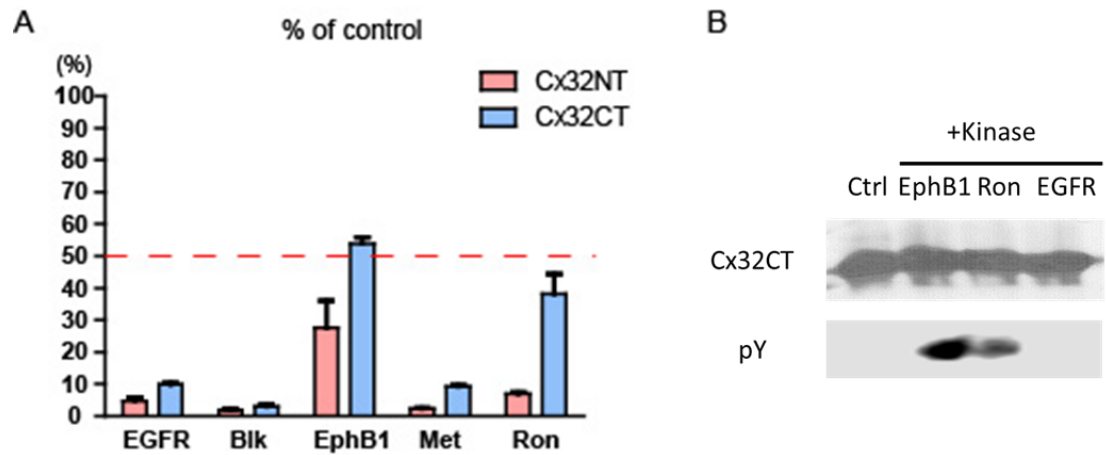 A
% of control
(%)
100
90
80
70
60
50
40
30
20
10
0
Cx32NT
Cx32CT
EGFR Blk EphB1 Met Ron
B
+Kinase
Ctrl EphB1 Ron EGFR
Cx32CT
pY